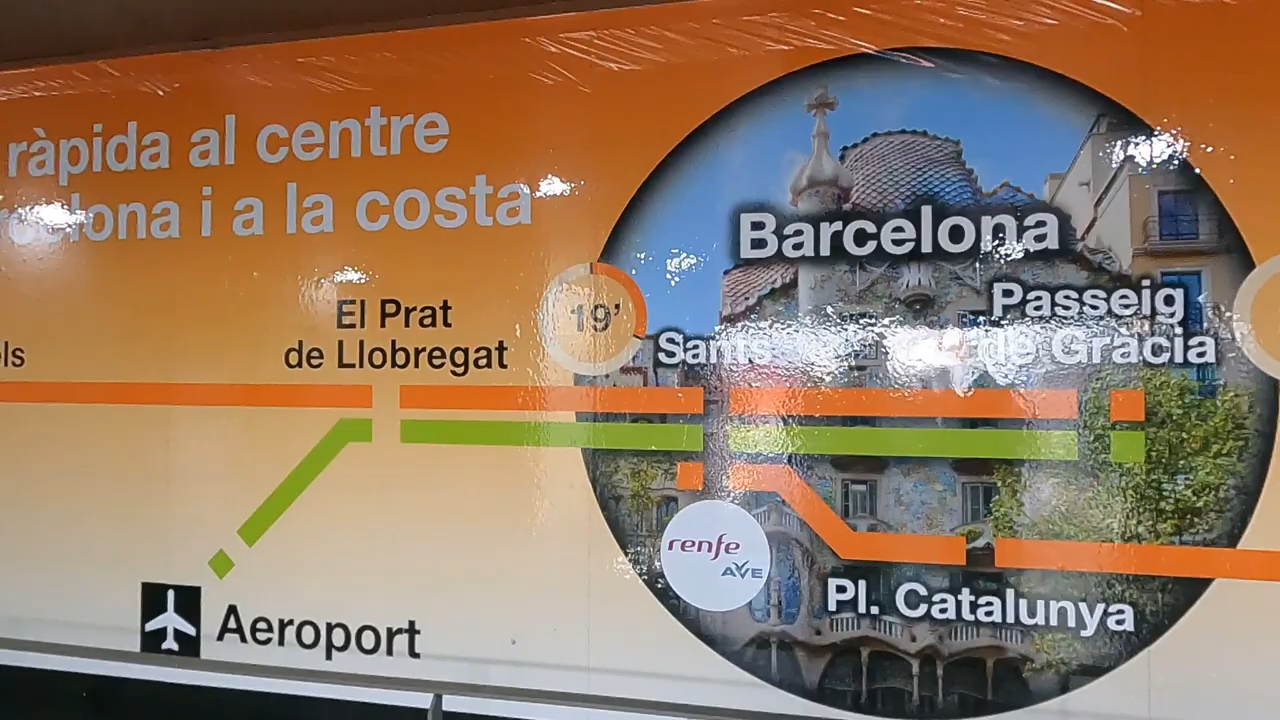 ràpida al centre
i a la costa
Barcelona
El Prat
de Llobregat
19’
Passeig
de Gràcia
Sants
els
renfe
AVE
Pl. Catalunya
Aeroport